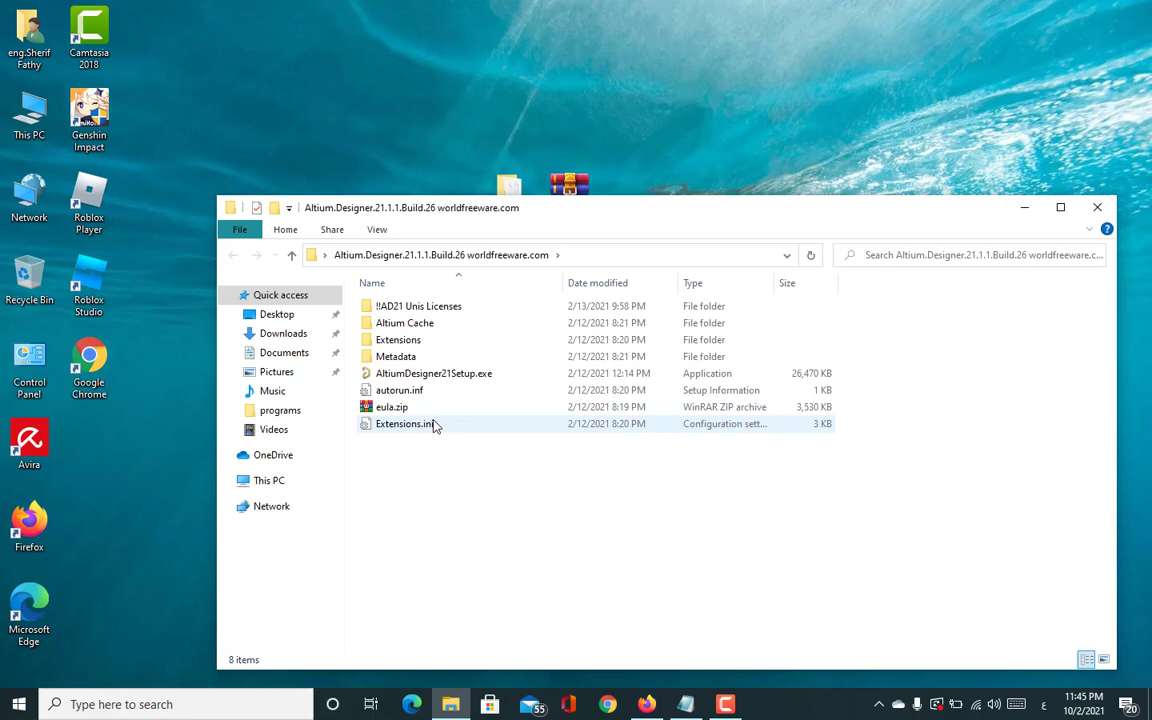 eng.Sherif
Fathy
Camtasia
2018
This PC
Genshin
Impact
Network
Roblox
Player
Recycle Bin
Roblox
Studio
Control
Panel
Google
Chrome
Avira
Firefox
Microsoft
Edge
Altium.Designer.21.1.1.Build.26 worldfreeware.com
File Home Share View
Altium.Designer.21.1.1.Build.26 worldfreeware.com
Search Altium.Designer.21.1.1.Build.26 worldfreeware.c...
Quick access
Desktop
Downloads
Documents
Pictures
Music
programs
Videos
OneDrive
This PC
Network
Name Date modified Type Size
!!AD21 Unis Licenses 2/13/2021 9:58 PM File folder
Altium Cache 2/12/2021 8:21 PM File folder
Extensions 2/12/2021 8:20 PM File folder
Metadata 2/12/2021 8:21 PM File folder
AltiumDesigner21Setup.exe 2/12/2021 12:14 PM Application 26,470 KB
autorun.inf 2/12/2021 8:20 PM Setup Information 1 KB
eula.zip 2/12/2021 8:19 PM WinRAR ZIP archive 3,530 KB
Extensions.ini 2/12/2021 8:20 PM Configuration sett... 3 KB
8 items
Type here to search
55
ع
11:45 PM
10/2/2021
20